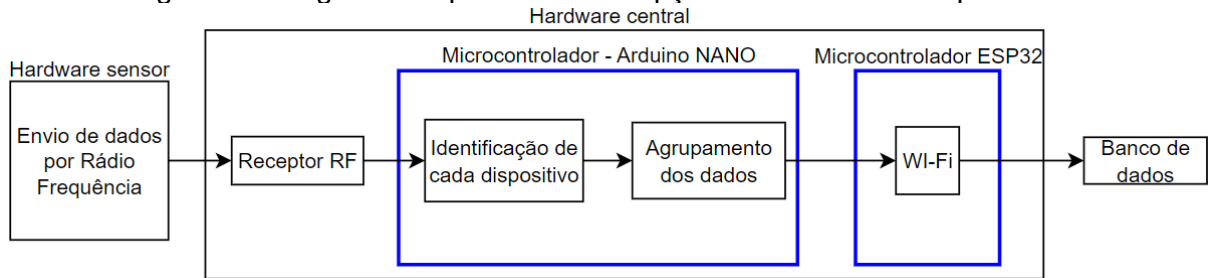 Hardware central
Microcontrolador - Arduino NANO
Microcontrolador ESP32
Hardware sensor
Envio de dados
por Rádio
Frequência
Receptor RF
Identificação de
cada dispositivo
Agrupamento
dos dados
WI-Fi
Banco de
dados